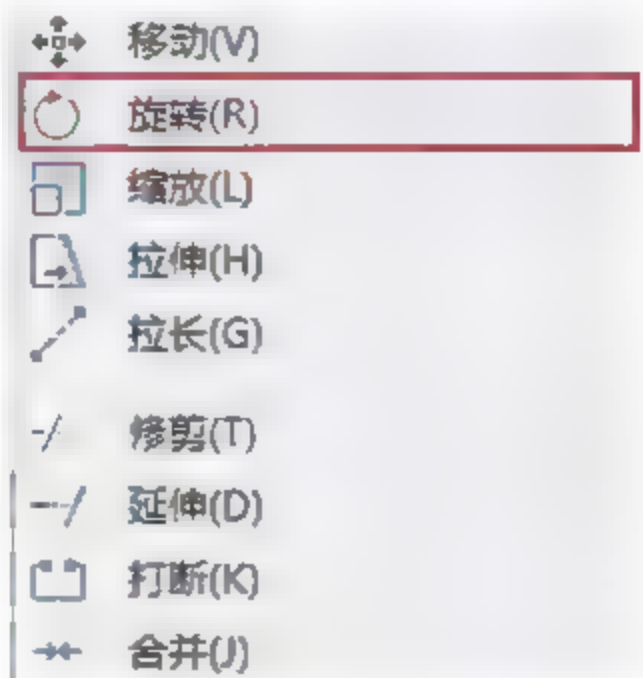 移动(V)
旋转(R)
缩放(L)
拉伸(H)
拉长(G)
修剪(T)
延伸(D)
打断(K)
合并(J)